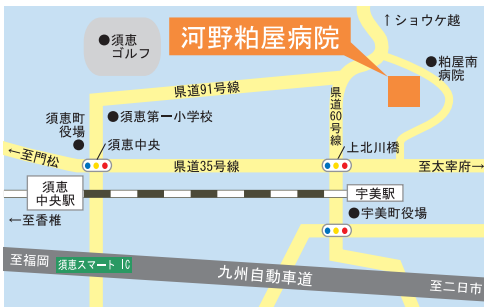 ↑ショウケ越
河野粕屋病院
須恵
ゴルフ
粕屋南
病院
県道91号線
県道60号線
須恵第一小学校
須恵町
役場
須恵中央
上北川橋
←至門松
県道35号線
至太宰府→
須恵
中央駅
宇美駅
←至香椎
宇美町役場
至福岡
須恵スマートIC
九州自動車道
至二日市